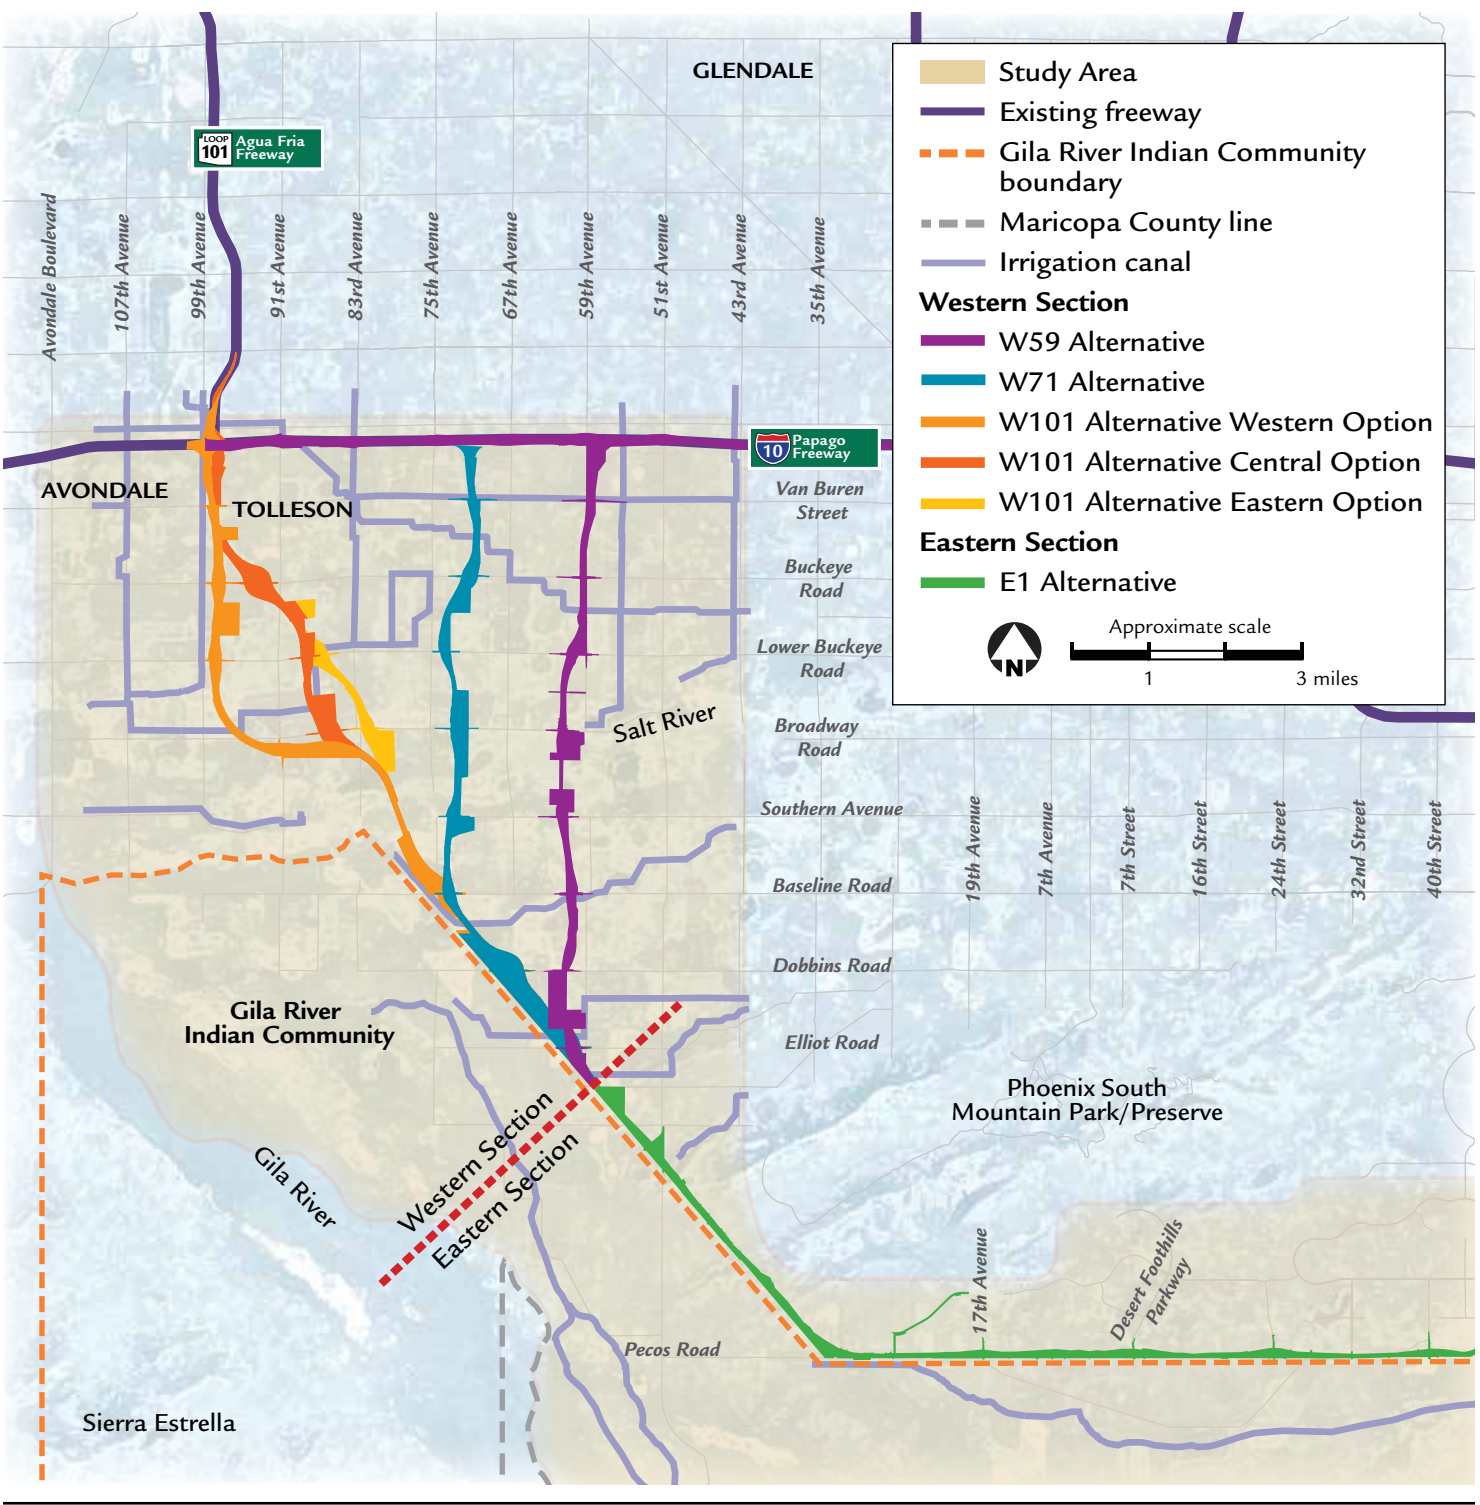 GLENDALE
LOOP
101
Agua Fria
Freeway
Study Area
Existing freeway
Gila River Indian Community
boundary
Maricopa County line
Irrigation canal
Western Section
W59 Alternative
W71 Alternative
W101 Alternative Western Option
W101 Alternative Central Option
W101 Alternative Eastern Option
Eastern Section
E1 Alternative
Approximate scale
N
1
3 miles
Avondale Boulevard
107th Avenue
99th Avenue
91st Avenue
83rd Avenue
75th Avenue
67th Avenue
59th Avenue
51st Avenue
43rd Avenue
35th Avenue
10
Papago
Freeway
AVONDALE
TOLLESON
Van Buren
Street
Buckeye
Road
Lower Buckeye
Road
Salt River
Broadway
Road
Southern Avenue
19th Avenue
7th Avenue
7th Street
16th Street
24th Street
32nd Street
40th Street
Baseline Road
Dobbins Road
Gila River
Indian Community
Elliot Road
Phoenix South
Mountain Park/Preserve
Western Section
Eastern Section
Gila River
17th Avenue
Desert Foothills
Parkway
Pecos Road
Sierra Estrella